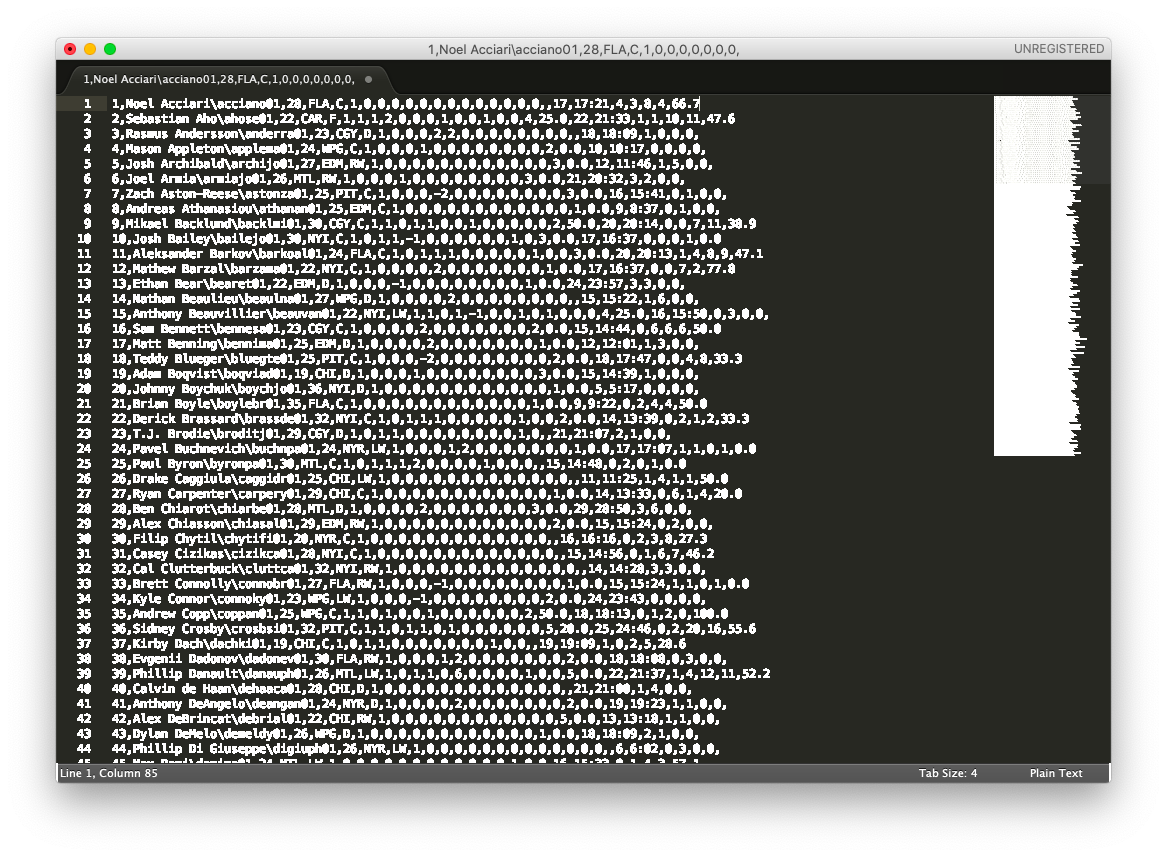 1,Noel Acciari\acciano01,28,FLA,C,1,0,0,0,0,0,0,0,
UNREGISTERED
1,Noel Acciari\acciano01,28,FLA,C,1,0,0,0,0,0,0,0,
1 1,Noel Acciari\acciano01,28,FLA,C,1,0,0,0,0,0,0,0,0,0,0,0,0,0,,17,17:21,4,3,8,4,66.7
2 2,Sebastian Aho\ahose01,22,CAR,F,1,1,1,2,0,0,0,1,0,0,1,0,0,4,25.0,22,21:33,1,1,10,11,47.6
3 3,Rasmus Andersson\anderra01,23,CGY,D,1,0,0,0,2,2,0,0,0,0,0,0,0,0,,18,18:09,1,0,0,0,
4 4,Mason Appleton\applema01,24,WPG,C,1,0,0,0,0,0,0,0,0,0,0,0,0,2,0.0,10,10:17,0,0,0,0,
5 5,Josh Archibald\archijo01,27,EDM,RW,1,0,0,0,0,0,0,0,0,0,0,0,0,3,0.0,12,11:46,1,5,0,0,
6 6,Joel Armia\armiajo01,26,MTL,RW,1,0,0,0,1,0,0,0,0,0,0,0,0,3,0.0,21,20:32,3,2,0,0,
7 7,Zach Aston-Reese\astonza01,25,PIT,C,1,0,0,0,-2,0,0,0,0,0,0,0,0,3,0.0,16,15:41,0,1,0,0,
8 8,Andreas Athanasiou\athanan01,25,EDM,C,1,0,0,0,0,0,0,0,0,0,0,0,0,1,0.0,9,8:37,0,1,0,0,
9 9,Mikael Backlund\backlmi01,30,CGY,C,1,1,0,1,1,0,0,1,0,0,0,0,0,2,50.0,20,20:14,0,0,7,11,38.9
10 10,Josh Bailey\bailejo01,30,NYI,C,1,0,1,1,-1,0,0,0,0,0,1,0,3,0.0,17,16:37,0,0,0,1,0.0
11 11,Aleksander Barkov\barkoal01,24,FLA,C,1,0,1,1,1,0,0,0,0,0,1,0,0,3,0.0,20,20:13,1,4,8,9,47.1
12 12,Mathew Barzal\barzama01,22,NYI,C,1,0,0,0,0,0,0,0,0,0,0,0,0,1,0.0,17,16:37,0,0,7,2,77.8
13 13,Ethan Bear\bearet01,22,EDM,D,1,0,0,0,-1,0,0,0,0,0,0,0,0,1,0.0,24,23:57,3,3,0,0,
14 14,Nathan Beaulieu\beaulna01,27,WPG,D,1,0,0,0,0,2,0,0,0,0,0,0,0,0,,15,15:22,1,6,0,0,
15 15,Anthony Beauvillier\beauvan01,22,NYI,LW,1,1,0,1,-1,0,0,1,0,1,0,0,0,4,25.0,16,15:50,0,3,0,0,
16 16,Sam Bennett\bennesa01,23,CGY,C,1,0,0,0,0,2,0,0,0,0,0,0,0,2,0.0,15,14:44,0,6,6,6,50.0
17 17,Matt Benning\bennima01,25,EDM,D,1,0,0,0,0,2,0,0,0,0,0,0,0,1,0.0,12,12:01,1,3,0,0,
18 18,Teddy Blueger\bluegte01,25,PIT,C,1,0,0,0,-2,0,0,0,0,0,0,0,0,2,0.0,18,17:47,0,0,4,8,33.3
19 19,Adam Boqvist\boqviad01,19,CHI,D,1,0,0,0,0,0,0,0,0,0,0,0,0,3,0.0,15,14:39,1,0,0,0,
20 20,Johnny Boychuk\boychjo01,36,NYI,D,1,0,0,0,0,0,0,0,0,0,0,0,0,1,0.0,5,5:17,0,0,0,0,
21 21,Brian Boyle\boylebr01,35,FLA,C,1,0,0,0,0,0,0,0,0,0,0,0,0,1,0.0,9,9:22,0,2,4,4,50.0
22 22,Derick Brassard\brassde01,32,NYI,C,1,0,1,1,1,0,0,0,0,0,1,0,0,2,0.0,14,13:39,0,2,1,2,33.3
23 23,T.J. Brodie\broditj01,29,CGY,D,1,0,1,1,0,0,0,0,0,0,0,1,0,0,,21,21:07,2,1,0,0,
24 24,Pavel Buchnevich\buchnpa01,24,NYR,LW,1,0,0,0,1,2,0,0,0,0,0,0,0,1,0.0,17,17:07,1,1,0,1,0.0
25 25,Paul Byron\byronpa01,30,MTL,C,1,0,1,1,1,2,0,0,0,0,1,0,0,0,,15,14:48,0,2,0,1,0.0
26 26,Drake Caggiula\caggidr01,25,CHI,LW,1,0,0,0,1,0,0,0,0,0,0,0,0,0,,11,11:25,1,4,1,1,50.0
27 27,Ryan Carpenter\carpery01,29,CHI,C,1,0,0,0,0,0,0,0,0,0,0,0,0,1,0.0,14,13:33,0,6,1,4,20.0
28 28,Ben Chiarot\chiarbe01,28,MTL,D,1,0,0,0,0,2,0,0,0,0,0,0,0,3,0.0,29,28:50,3,6,0,0,
29 29,Alex Chiasson\chiasal01,29,EDM,RW,1,0,0,0,0,0,0,0,0,0,0,0,0,2,0.0,15,15:24,0,2,0,0,
30 30,Filip Chytil\chytifi01,20,NYR,C,1,0,0,0,0,0,0,0,0,0,0,0,0,0,,16,16:16,0,2,3,8,27.3
31 31,Casey Cizikas\cizikca01,28,NYI,C,1,0,0,0,0,0,0,0,0,0,0,0,0,0,,15,14:56,0,1,6,7,46.2
32 32,Cal Clutterbuck\cluttca01,32,NYI,RW,1,0,0,0,0,0,0,0,0,0,0,0,0,0,,14,14:28,3,3,0,0,
33 33,Brett Connolly\connobr01,27,FLA,RW,1,0,0,0,-1,0,0,0,0,0,0,0,0,1,0.0,15,15:24,1,1,0,1,0.0
34 34,Kyle Connor\connoky01,23,WPG,LW,1,0,0,0,-1,0,0,0,0,0,0,0,0,2,0.0,24,23:43,0,0,0,0,
35 35,Andrew Copp\coppan01,25,WPG,C,1,1,0,1,0,0,1,0,0,0,0,0,0,2,50.0,18,18:13,0,1,2,0,100.0
36 36,Sidney Crosby\crosbsi01,32,PIT,C,1,1,0,1,1,0,1,0,0,0,0,0,0,5,20.0,25,24:46,0,2,20,16,55.6
37 37,Kirby Dach\dachki01,19,CHI,C,1,0,1,1,0,0,0,0,0,0,0,1,0,0,,19,19:09,1,0,2,5,28.6
38 38,Evgenii Dadonov\dadonev01,30,FLA,RW,1,0,0,0,1,2,0,0,0,0,0,0,0,2,0.0,18,18:08,0,3,0,0,
39 39,Phillip Danault\danauph01,26,MTL,LW,1,0,1,1,0,6,0,0,0,0,1,0,0,5,0.0,22,21:37,1,4,12,11,52.2
40 40,Calvin de Haan\dehaaca01,28,CHI,D,1,0,0,0,0,0,0,0,0,0,0,0,0,0,,21,21:00,1,4,0,0,
41 41,Anthony DeAngelo\deangan01,24,NYR,D,1,0,0,0,0,2,0,0,0,0,0,0,0,2,0.0,19,19:23,1,1,0,0,
42 42,Alex DeBrincat\debrial01,22,CHI,RW,1,0,0,0,0,0,0,0,0,0,0,0,0,5,0.0,13,13:18,1,1,0,0,
43 43,Dylan DeMelo\demeldy01,26,WPG,D,1,0,0,0,0,0,0,0,0,0,0,0,0,1,0.0,18,18:09,2,1,0,0,
44 44,Phillip Di Giuseppe\digiuph01,26,NYR,LW,1,0,0,0,0,0,0,0,0,0,0,0,0,0,,6,6:02,0,3,0,0,
Line 1, Column 85
Tab Size: 4
Plain Text